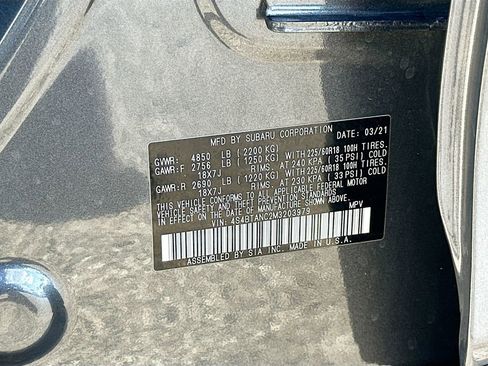 MFD BY SUBARU CORPORATION DATE: 03/21
GVWR: 4850 LB (2200 KG)
GAWR:F 2756 LB (1250 KG) WITH 225/60R18 100H TIRES.
18X7J RIMS. AT 240 KPA ( 35 PSI) COLD
GAWR:R 2690 LB (1220 KG) WITH 225/60R18 100H TIRES.
18X7J RIMS. AT 230 KPA ( 33 PSI) COLD
THIS VEHICLE CONFORMS TO ALL APPLICABLE FEDERAL MOTOR
VEHICLE SAFETY AND THEFT PREVENTION STANDARDS
IN EFFECT ON THE DATE OF MANUFACTURE SHOWN ABOVE.
VIN: 4S4BTANC2M3203979 MPV
ASSEMBLED BY SIA INC. MADE IN U.S.A.